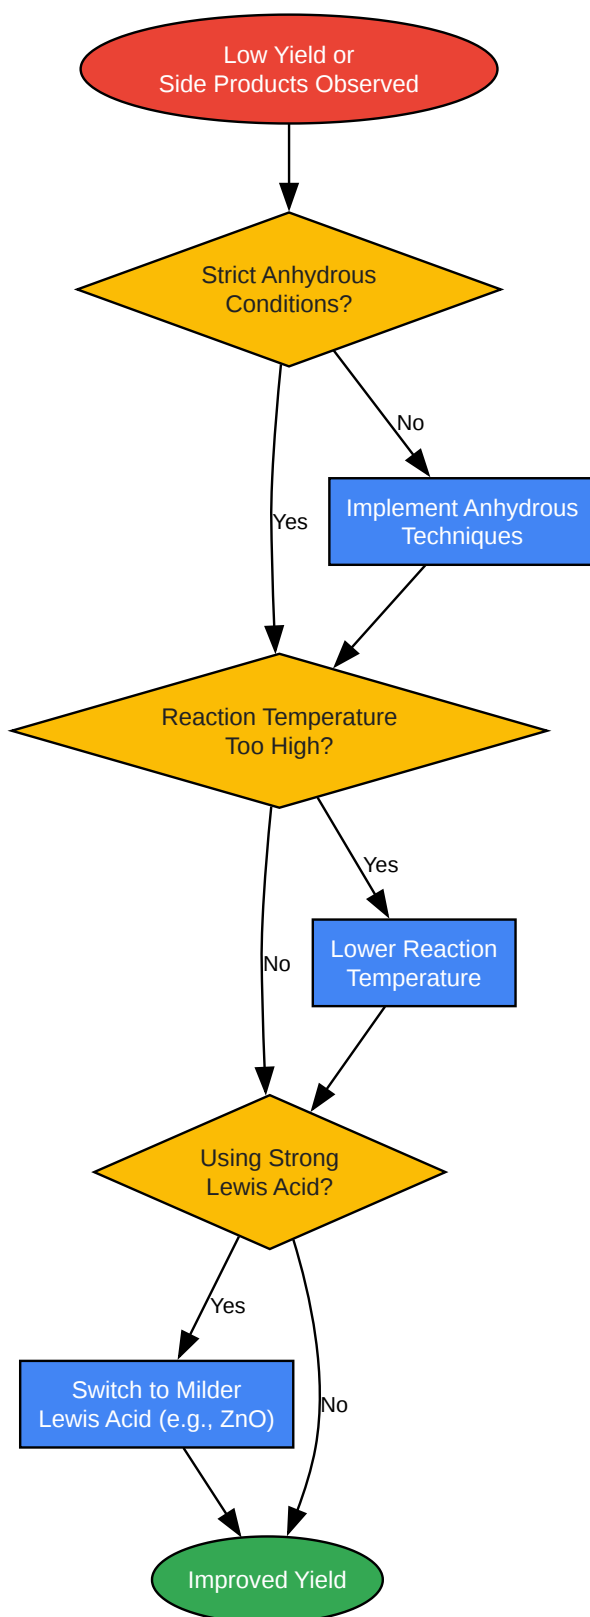 Low Yield or
Side Products Observed
Strict Anhydrous
Conditions?
No
Implement Anhydrous
Techniques
Yes
Reaction Temperature
Too High?
Yes
Lower Reaction
Temperature
No
Using Strong
Lewis Acid?
Yes
Switch to Milder
Lewis Acid (e.g., ZnO)
No
Improved Yield